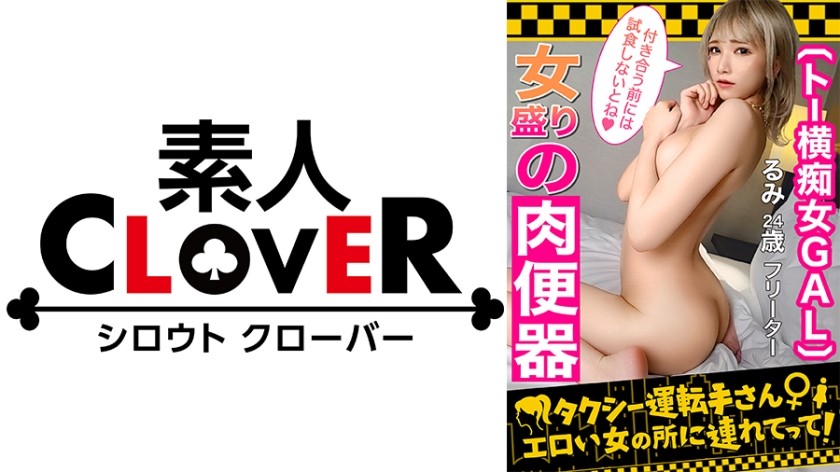 素人
CLOVER
シロウト クローバー
〔トー横痴女GAL〕
るみ 24歳 フリーター
付き合う前には
試食しないとね♥
女盛りの肉便器
タクシー運転手さん
エロい女の所に連れてって!